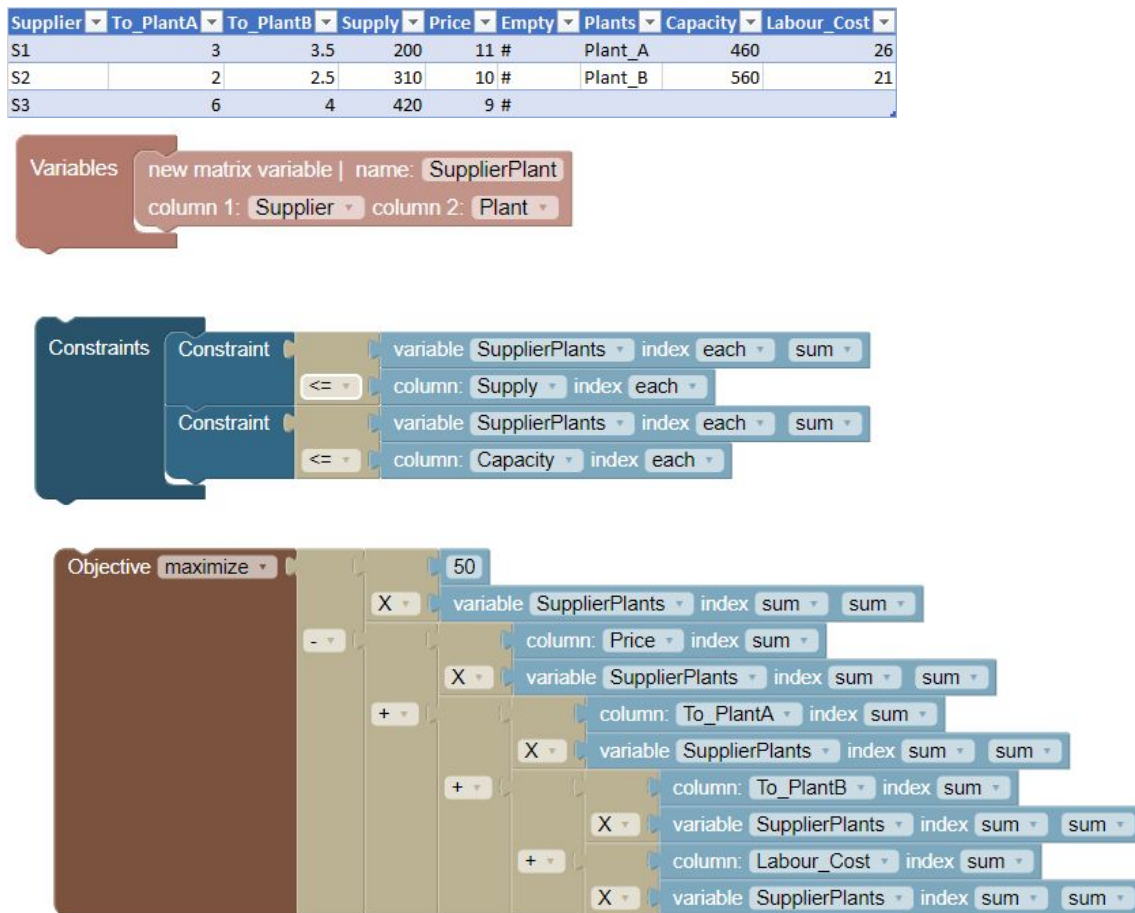 Supplier To_PlantA To_PlantB Supply Price Empty Plants Capacity Labour_Cost
S1 3 3.5 200 11 # Plant_A 460 26
S2 2 2.5 310 10 # Plant_B 560 21
S3 6 4 420 9 #
Variables new matrix variable | name: SupplierPlant
column 1: Supplier column 2: Plant
Constraints Constraint variable SupplierPlants index each sum
<= column: Supply index each
Constraint variable SupplierPlants index each sum
<= column: Capacity index each
Objective maximize 50
X variable SupplierPlants index sum sum
- column: Price index sum
X variable SupplierPlants index sum sum
+ column: To_PlantA index sum
X variable SupplierPlants index sum sum
+ column: To_PlantB index sum
X variable SupplierPlants index sum sum
+ column: Labour_Cost index sum
X variable SupplierPlants index sum sum